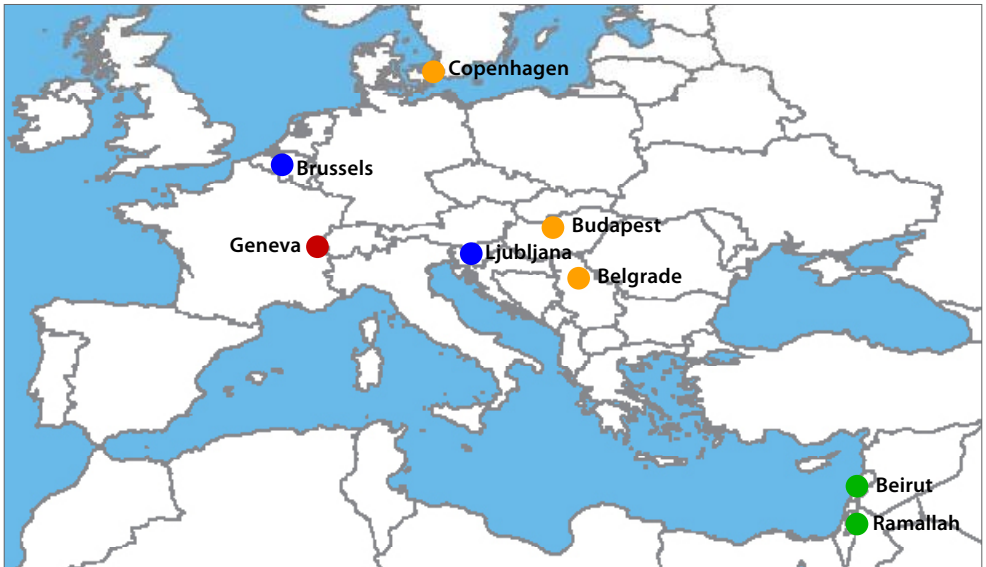 Copenhagen
Brussels
Budapest
Geneva
Ljubljana
Belgrade
Beirut
Ramallah